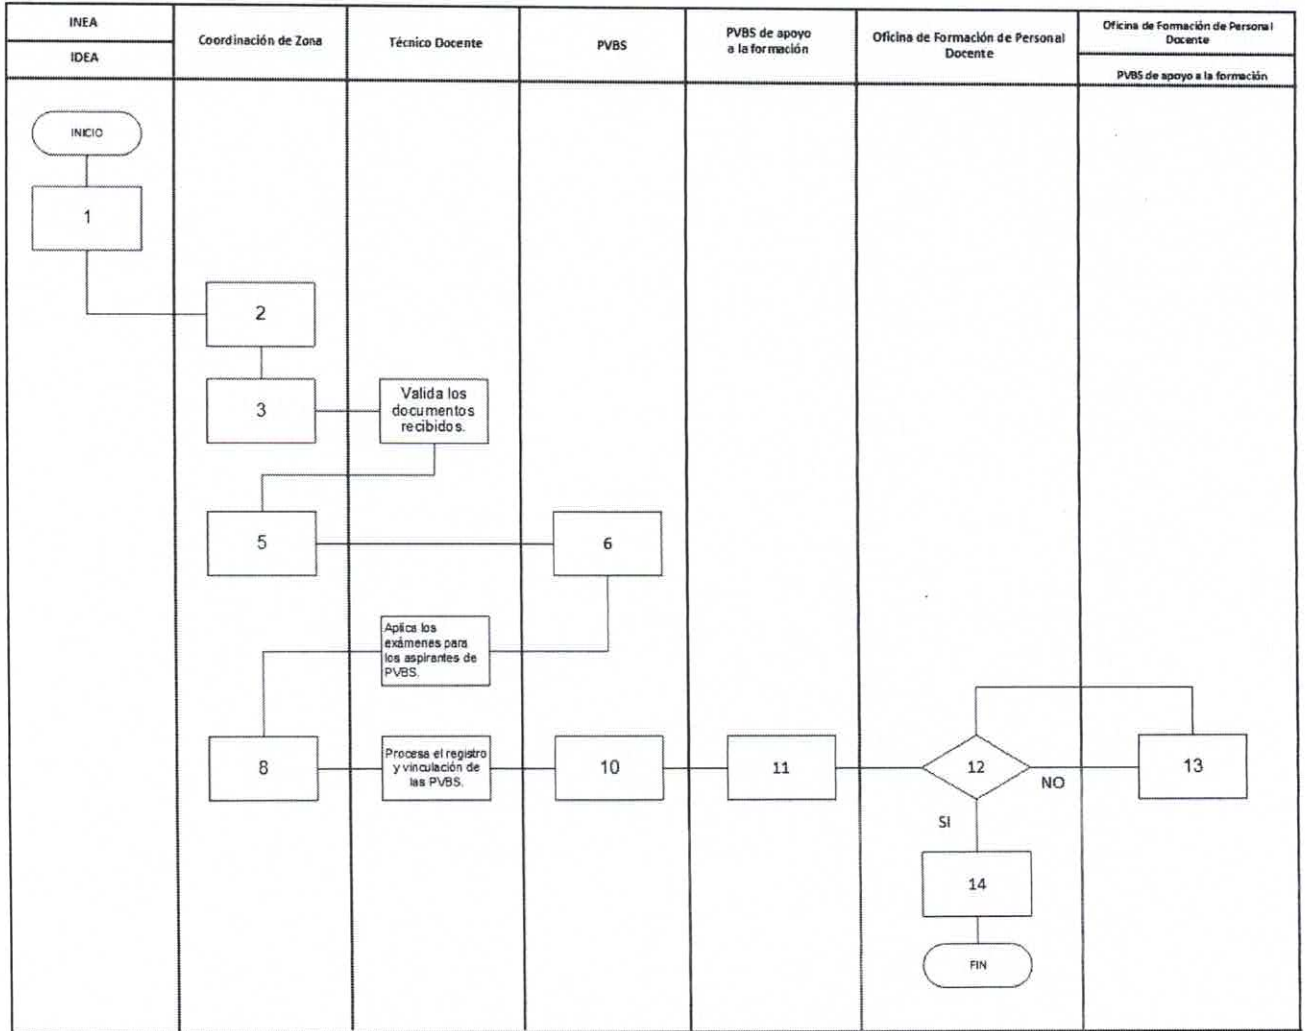 INEA
IDEA
Coordinación de Zona
Técnico Docente
PVBS
PVBS de apoyo
a la formación
Oficina de Formación de Personal
Docente
Oficina de Formación de Personal
Docente
PVBS de apoyo a la formación
INICIO
1
2
3
Valida los
documentos
recibidos.
5
6
Aplica los
exámenes para
los aspirantes de
PVBS.
8
Procesa el registro
y vinculación de
las PVBS.
10
11
12
NO
13
SI
14
FIN